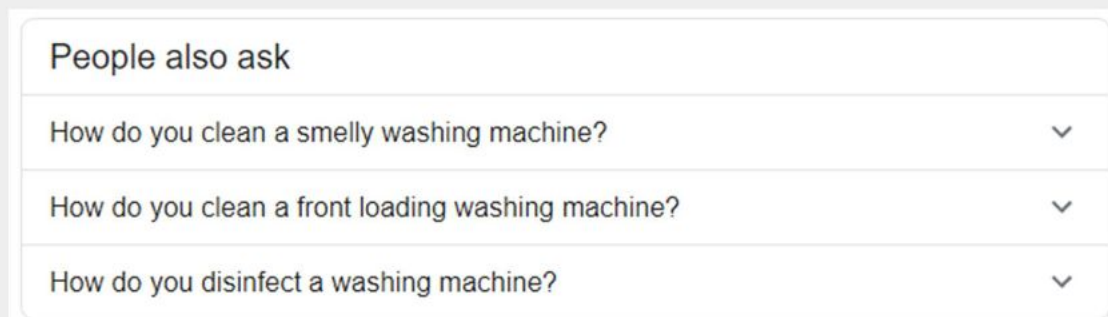 People also ask
How do you clean a smelly washing machine?
How do you clean a front loading washing machine?
How do you disinfect a washing machine?